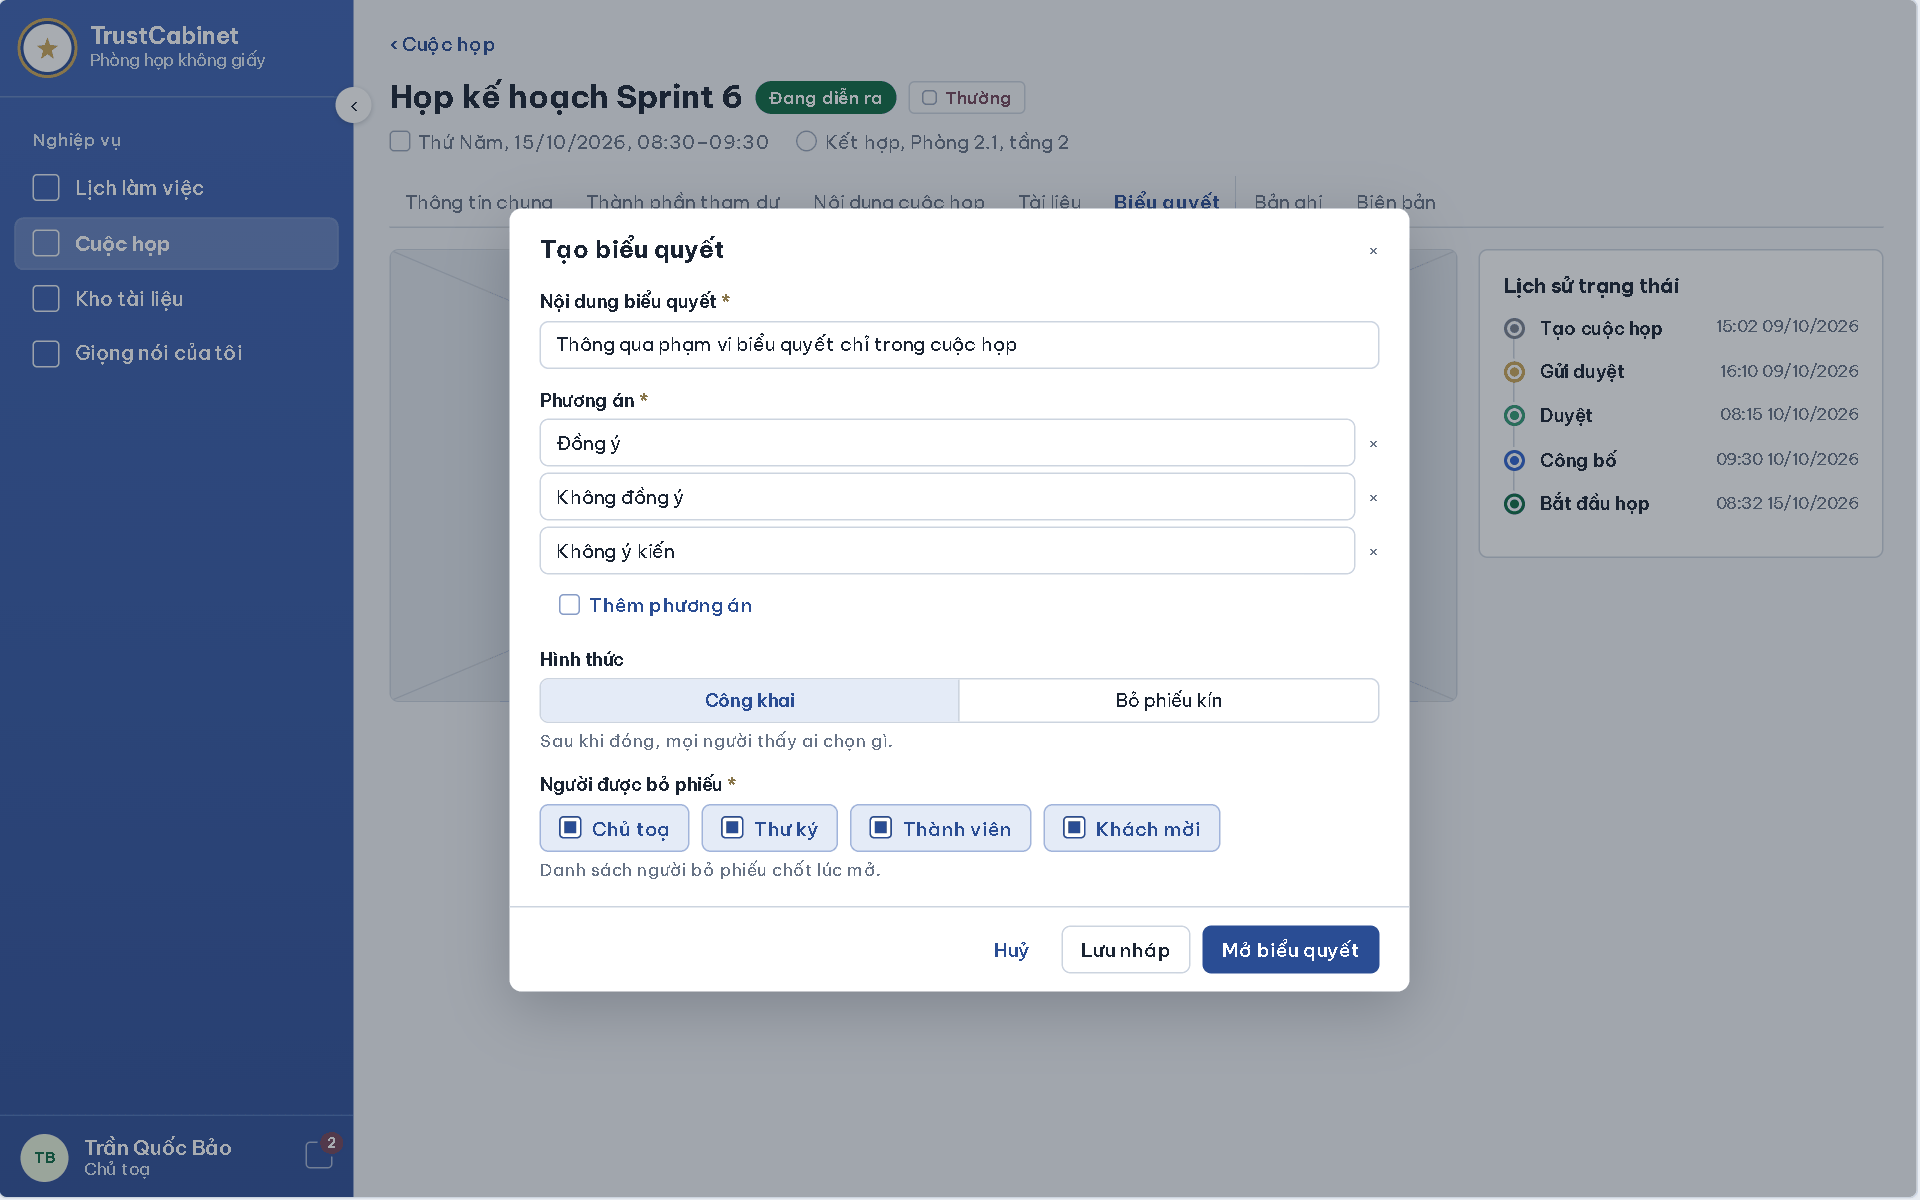 TrustCabinet
Phòng họp không giấy
Nghiệp vụ
Lịch làm việc
Cuộc họp
Kho tài liệu
Giọng nói của tôi
TB
Trần Quốc Bảo
Chủ toạ
2
‹ Cuộc họp
Họp kế hoạch Sprint 6
Đang diễn ra
Thường
Thứ Năm, 15/10/2026, 08:30–09:30
Kết hợp, Phòng 2.1, tầng 2
Thông tin chung
Thành phần tham dự
Nội dung cuộc họp
Tài liệu
Biểu quyết
Bản ghi
Biên bản
Tạo biểu quyết
×
Nội dung biểu quyết *
Thông qua phạm vi biểu quyết chỉ trong cuộc họp
Phương án *
Đồng ý ×
Không đồng ý ×
Không ý kiến ×
Thêm phương án
Hình thức
Công khai
Bỏ phiếu kín
Sau khi đóng, mọi người thấy ai chọn gì.
Người được bỏ phiếu *
Chủ toạ
Thư ký
Thành viên
Khách mời
Danh sách người bỏ phiếu chốt lúc mở.
Huỷ
Lưu nháp
Mở biểu quyết
Lịch sử trạng thái
Tạo cuộc họp 15:02 09/10/2026
Gửi duyệt 16:10 09/10/2026
Duyệt 08:15 10/10/2026
Công bố 09:30 10/10/2026
Bắt đầu họp 08:32 15/10/2026